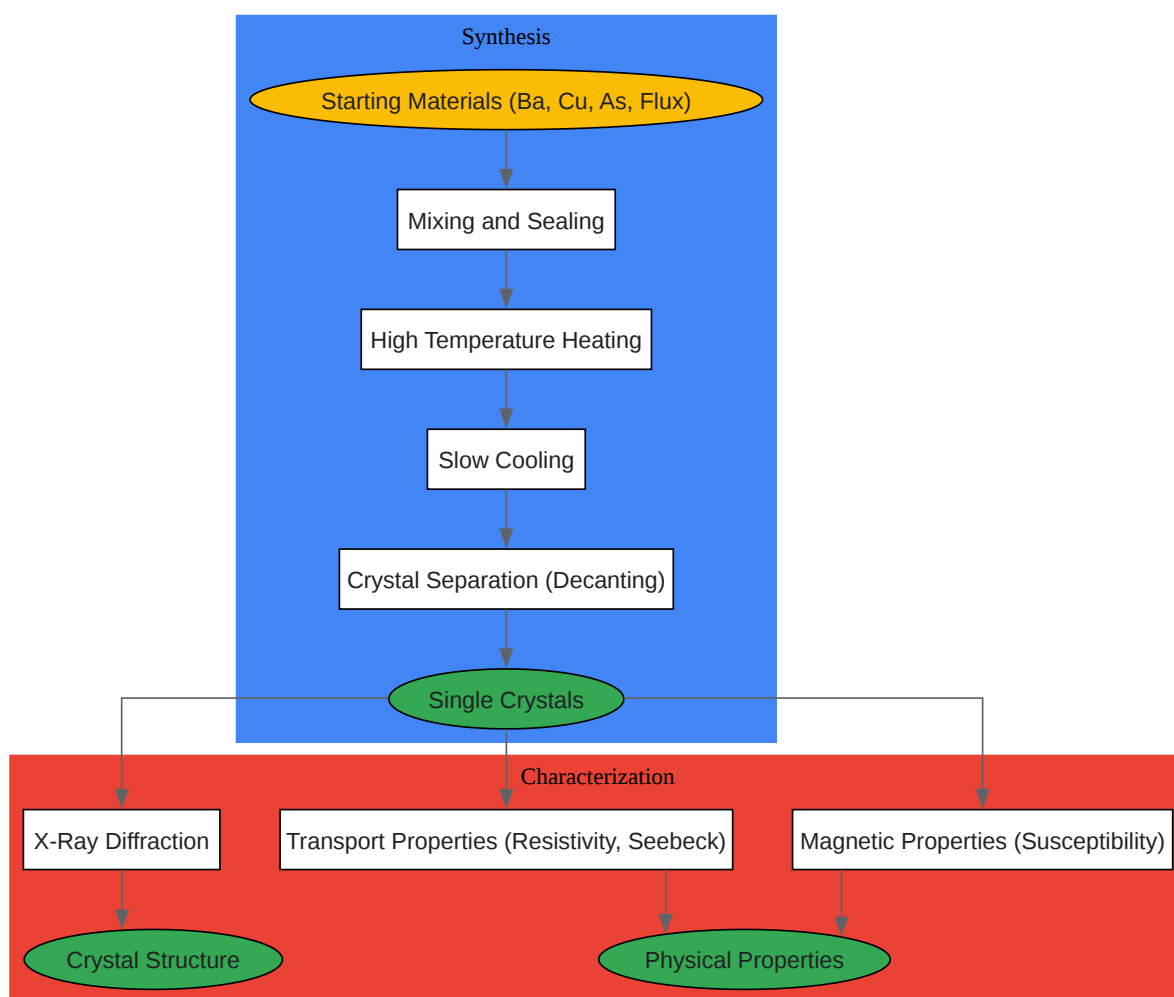 Synthesis
Starting Materials (Ba, Cu, As, Flux)
Mixing and Sealing
High Temperature Heating
Slow Cooling
Crystal Separation (Decanting)
Single Crystals
Characterization
X-Ray Diffraction
Transport Properties (Resistivity, Seebeck)
Magnetic Properties (Susceptibility)
Crystal Structure
Physical Properties